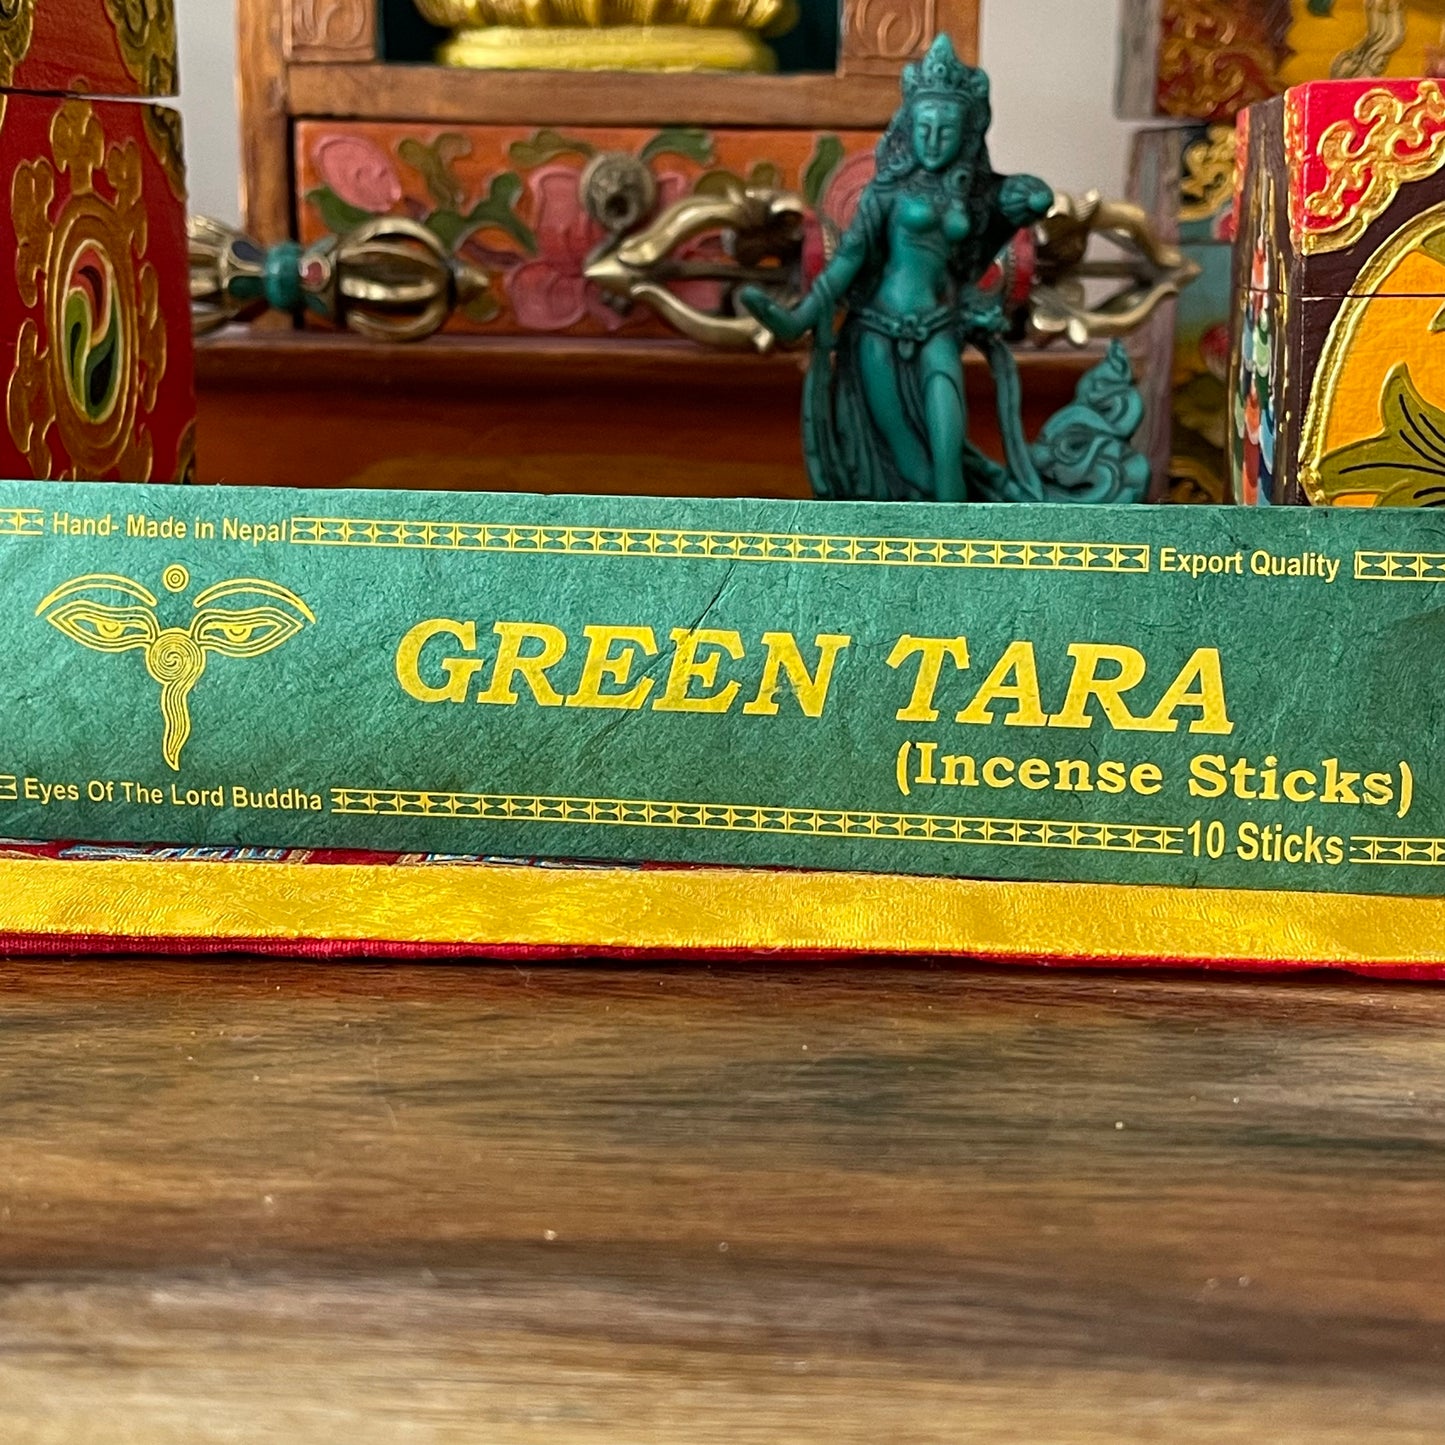 Hand- Made in Nepal
Export Quality
GREEN TARA
(Incense Sticks)
Eyes Of The Lord Buddha
10 Sticks